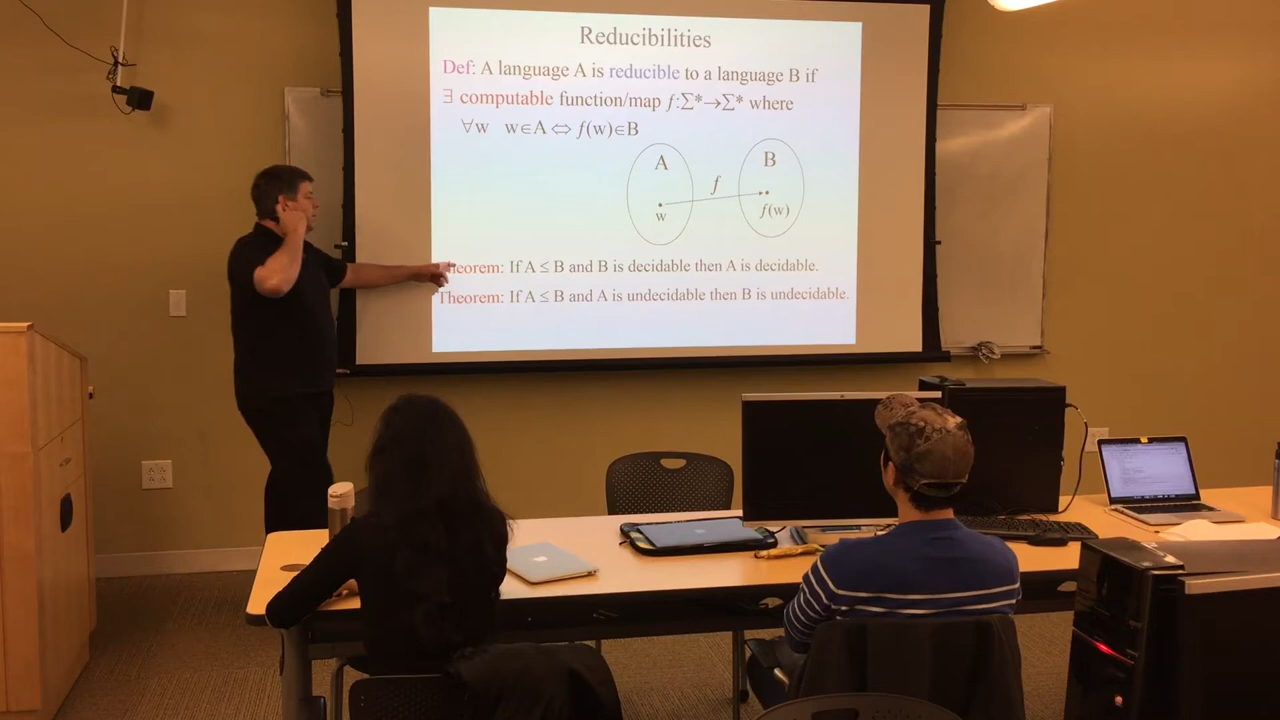 Reducibilities
Def: A language A is reducible to a language B if
∃ computable function/map f:∑*→∑* where
∀w w∈A ⇔ f(w)∈B
A B
f
w f(w)
Theorem: If A ≤ B and B is decidable then A is decidable.
Theorem: If A ≤ B and A is undecidable then B is undecidable.